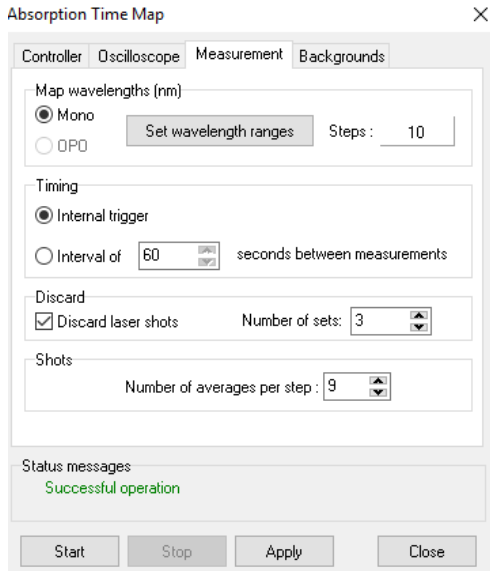 Absorption Time Map
Controller Oscilloscope Measurement Backgrounds
Map wavelengths (nm)
Mono
OPO
Set wavelength ranges Steps : 10
Timing
Internal trigger
Interval of 60 seconds between measurements
Discard
Discard laser shots Number of sets: 3
Shots
Number of averages per step : 9
Status messages
Successful operation
Start Stop Apply Close